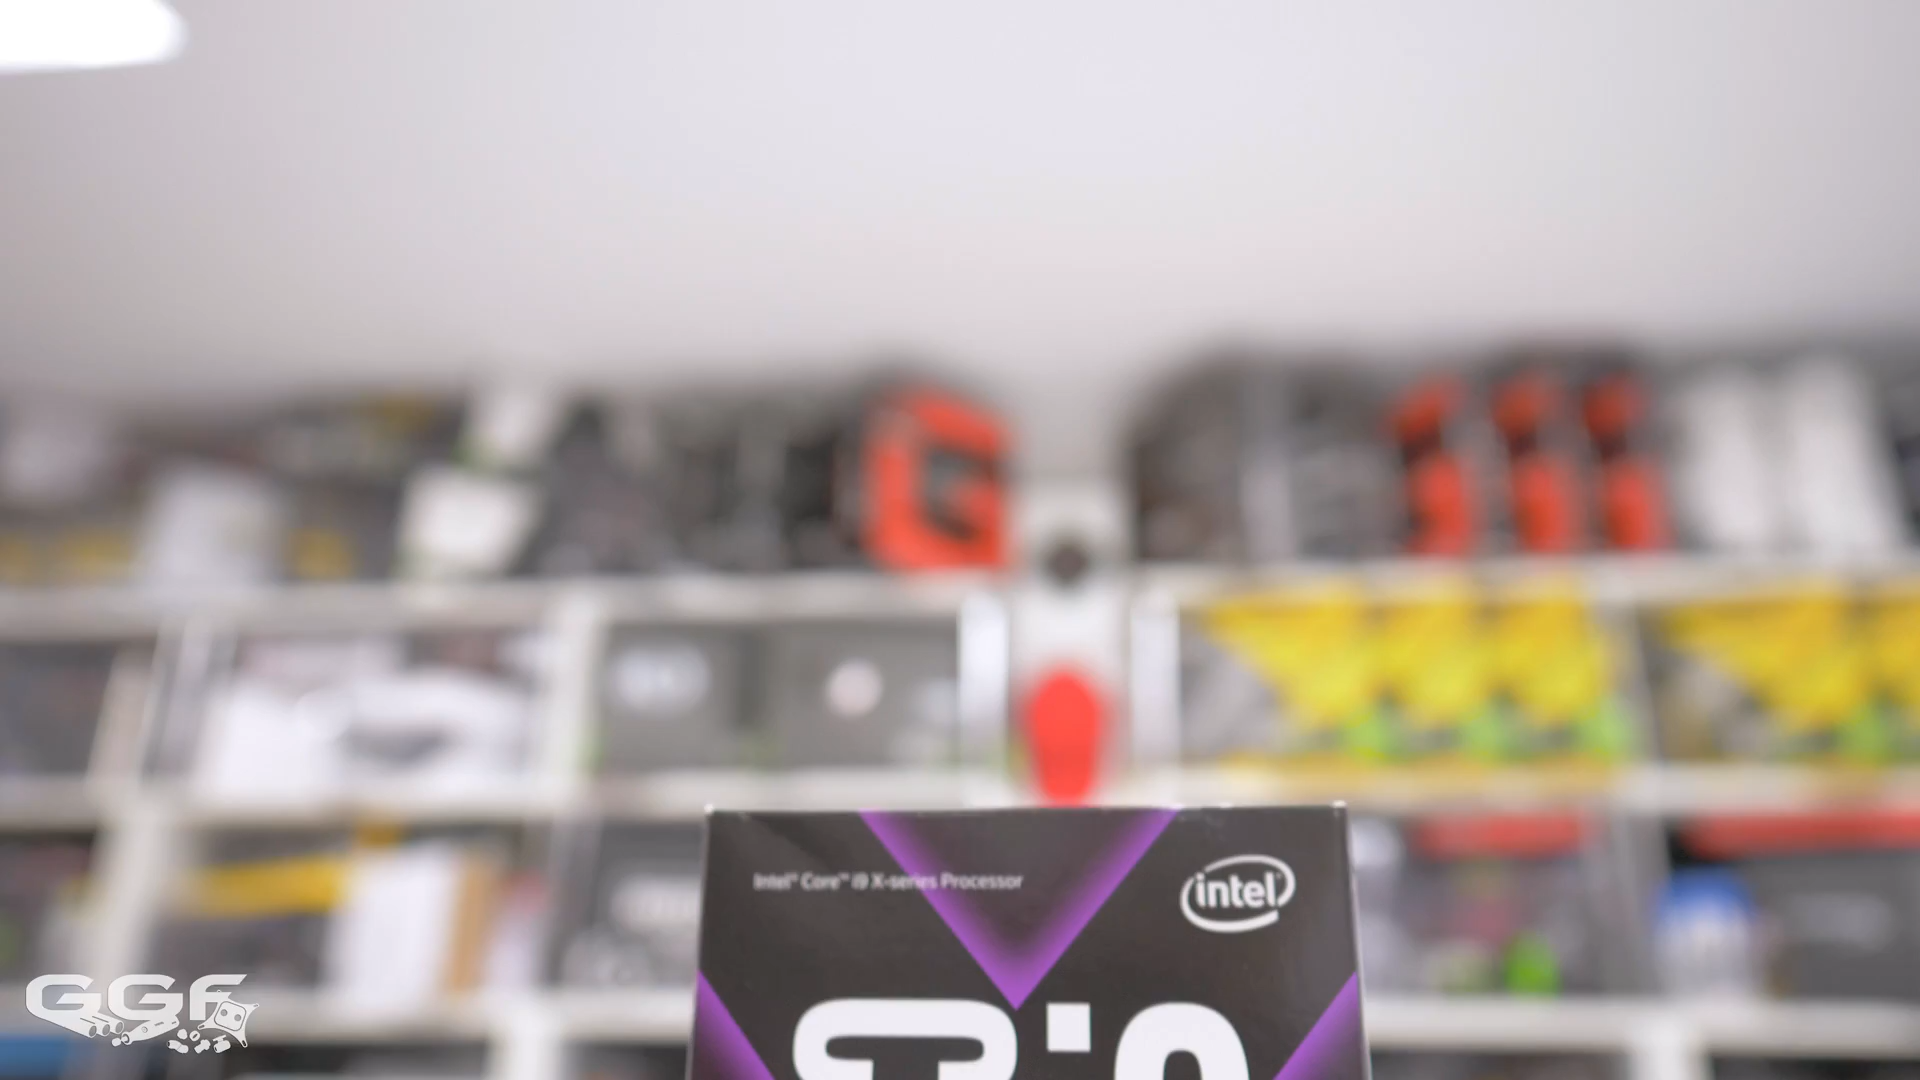 Intel® Core™ i9 X-series Processor
intel®
GGF